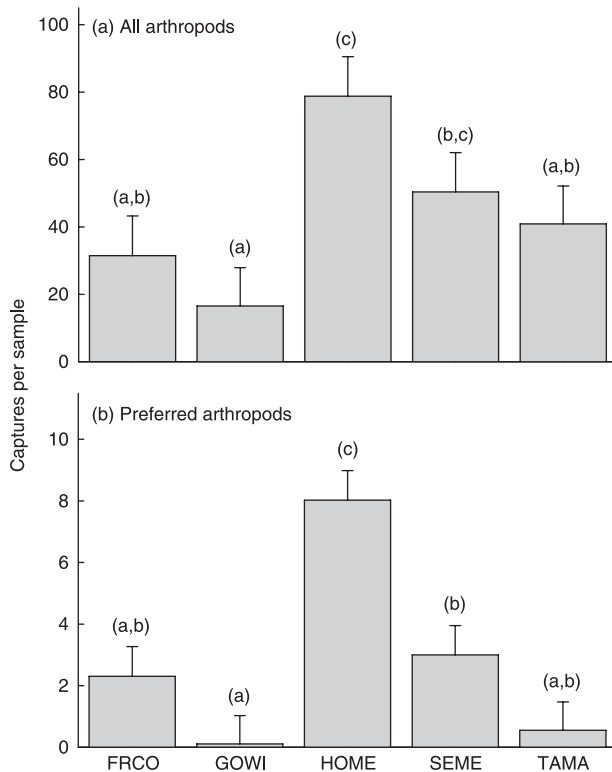 (a) All arthropods
Captures per sample
100
80
60
40
20
0
(a,b)
(a)
(c)
(b,c)
(a,b)
(b) Preferred arthropods
10
8
6
4
2
0
(a,b)
(a)
(c)
(b)
(a,b)
FRCO GOWI HOME SEME TAMA